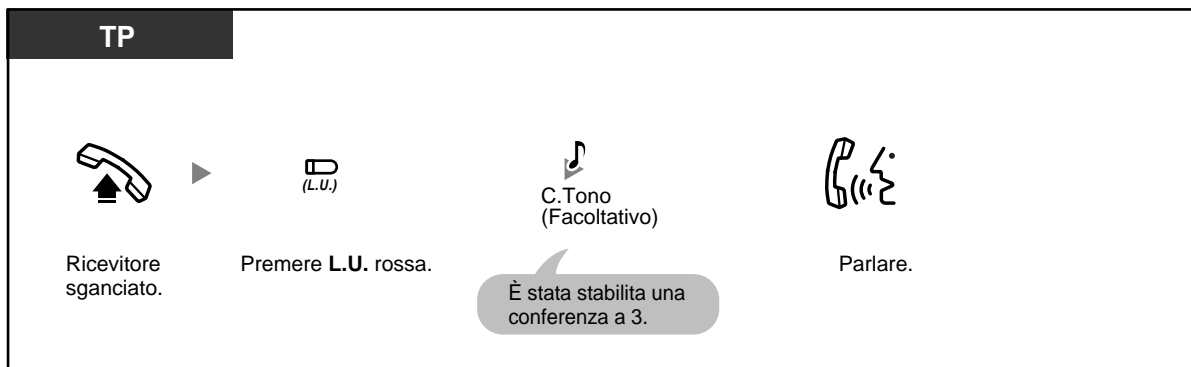 TP
(L.U.)
C.Tono
(Facoltativo)
Ricevitore
sganciato.
Premere L.U. rossa.
È stata stabilita una
conferenza a 3.
Parlare.